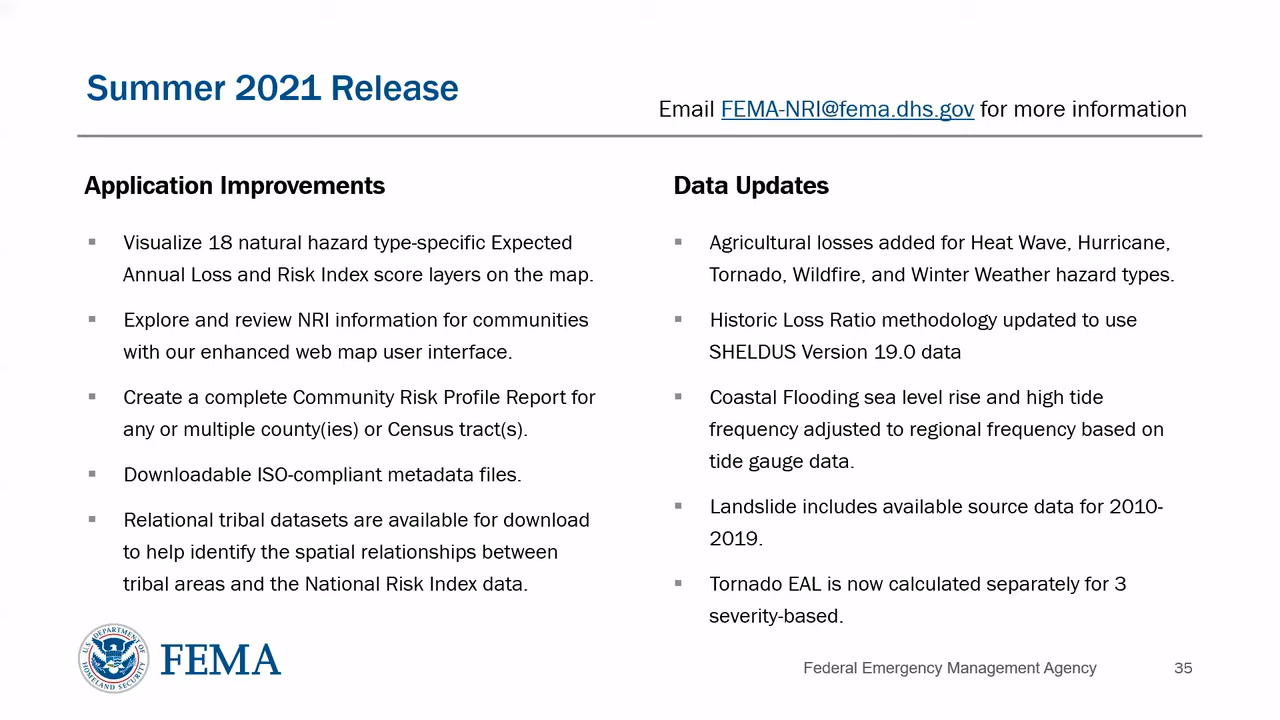 Summer 2021 Release
Email FEMA-NRI@fema.dhs.gov for more information
Application Improvements
▪ Visualize 18 natural hazard type-specific Expected
Annual Loss and Risk Index score layers on the map.
▪ Explore and review NRI information for communities
with our enhanced web map user interface.
▪ Create a complete Community Risk Profile Report for
any or multiple county(ies) or Census tract(s).
▪ Downloadable ISO-compliant metadata files.
▪ Relational tribal datasets are available for download
to help identify the spatial relationships between
tribal areas and the National Risk Index data.
Data Updates
▪ Agricultural losses added for Heat Wave, Hurricane,
Tornado, Wildfire, and Winter Weather hazard types.
▪ Historic Loss Ratio methodology updated to use
SHELDUS Version 19.0 data
▪ Coastal Flooding sea level rise and high tide
frequency adjusted to regional frequency based on
tide gauge data.
▪ Landslide includes available source data for 2010-
2019.
▪ Tornado EAL is now calculated separately for 3
severity-based.
U.S. DEPARTMENT OF
HOMELAND SECURITY
FEMA
Federal Emergency Management Agency
35